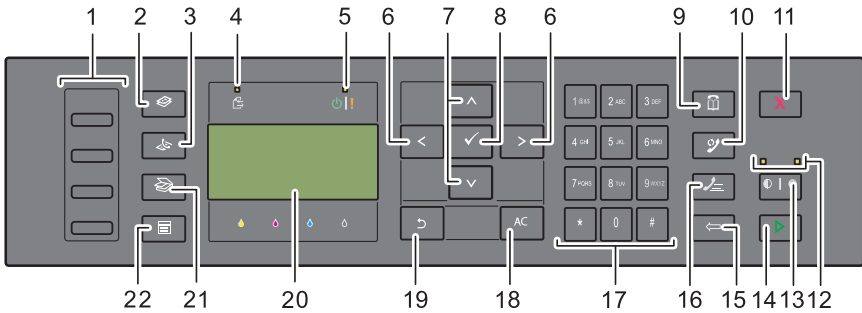 1 2 3 4 5 6 7 8 6 9 10 11
1@:&$ 2 ABC 3 DEF
4 GHI 5 JKL 6 MNO
7 PQRS 8 TUV 9 WXYZ
* 0 #
AC
22 21 20 19 18 17 16 15 14 13 12